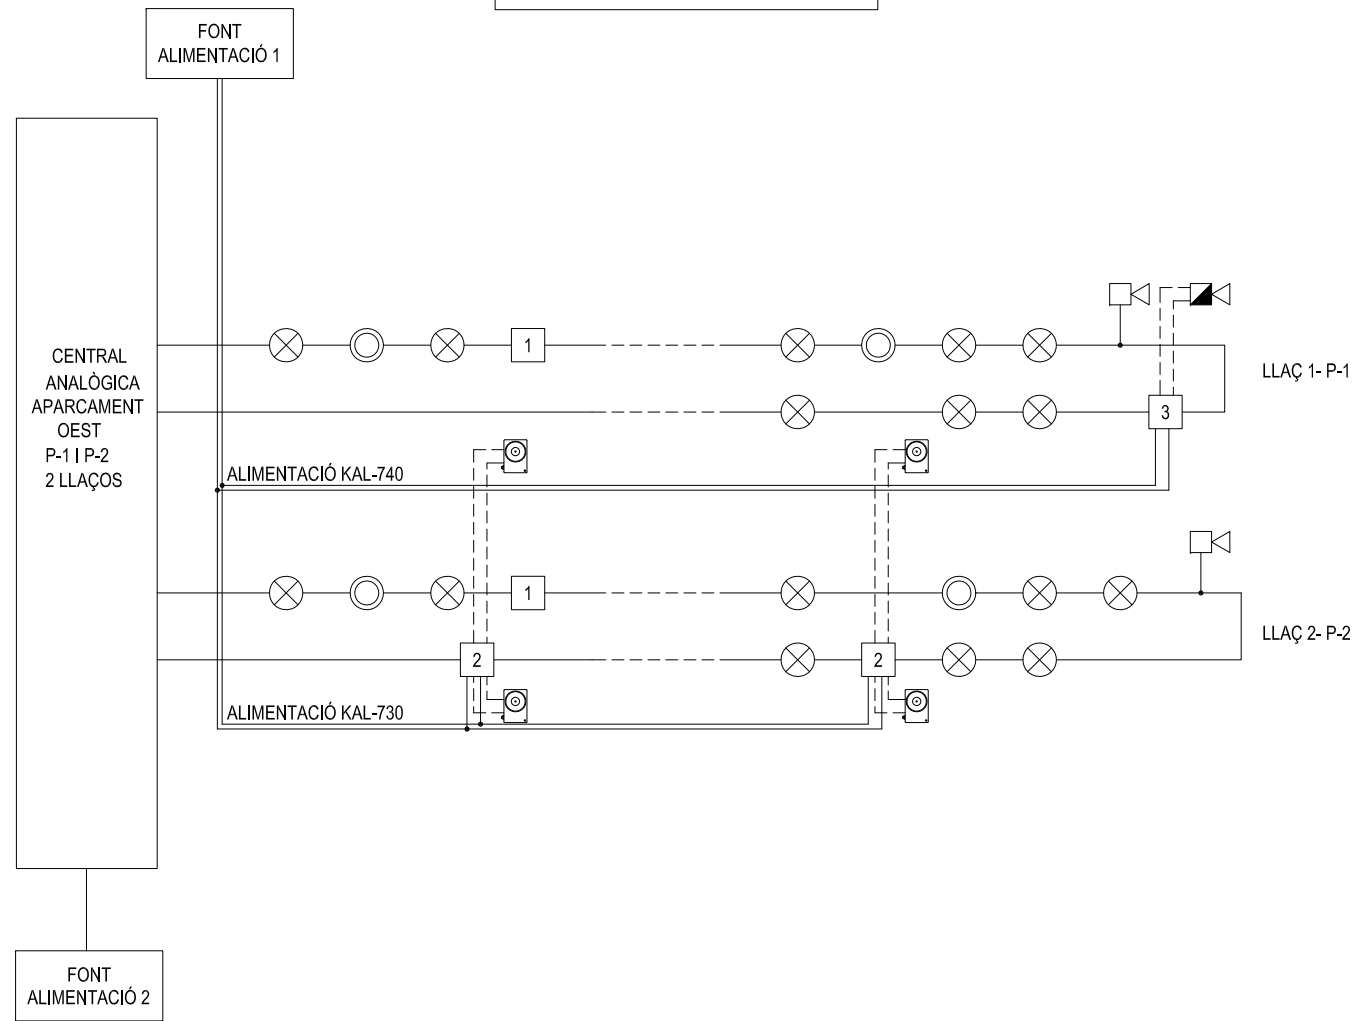 FONT
ALIMENTACIÓ 1
CENTRAL
ANALÒGICA
APARCAMENT
OEST
P-1 I P-2
2 LLAÇOS
1
LLAÇ 1- P-1
3
ALIMENTACIÓ KAL-740
1
LLAÇ 2- P-2
2
2
ALIMENTACIÓ KAL-730
FONT
ALIMENTACIÓ 2